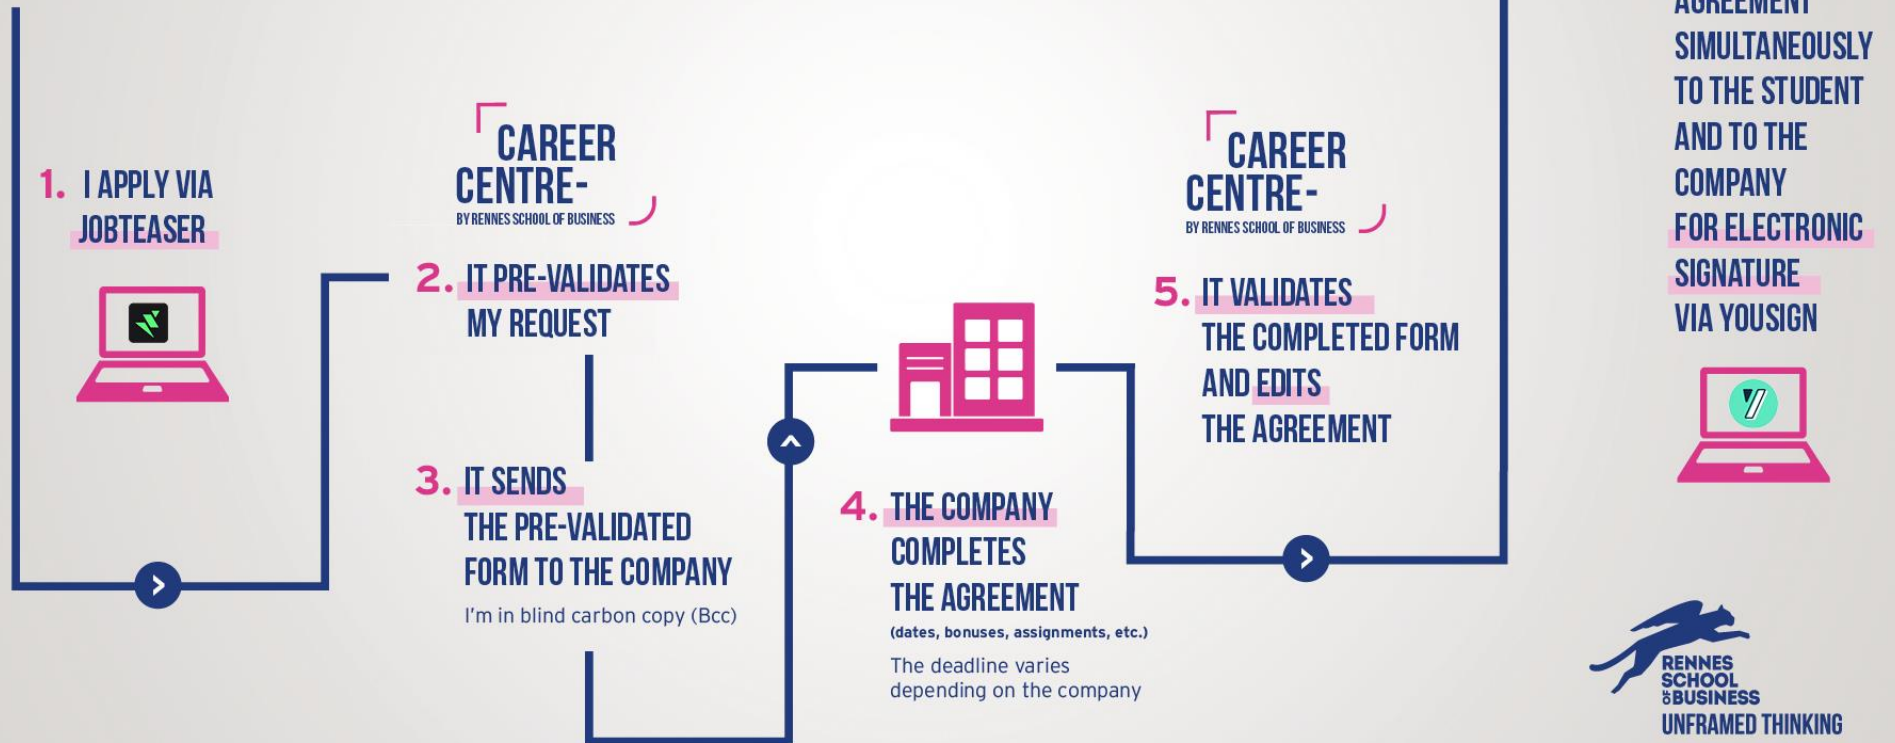 1. I APPLY VIA
JOBTEASER
CAREER
CENTRE-
BY RENNES SCHOOL OF BUSINESS
2. IT PRE-VALIDATES
MY REQUEST
3. IT SENDS
THE PRE-VALIDATED
FORM TO THE COMPANY
I'm in blind carbon copy (Bcc)
4. THE COMPANY
COMPLETES
THE AGREEMENT
(dates, bonuses, assignments, etc.)
The deadline varies
depending on the company
CAREER
CENTRE-
BY RENNES SCHOOL OF BUSINESS
5. IT VALIDATES
THE COMPLETED FORM
AND EDITS
THE AGREEMENT
AGREEMENT
SIMULTANEOUSLY
TO THE STUDENT
AND TO THE
COMPANY
FOR ELECTRONIC
SIGNATURE
VIA YOUSIGN
RENNES
SCHOOL
OF BUSINESS
UNFRAMED THINKING